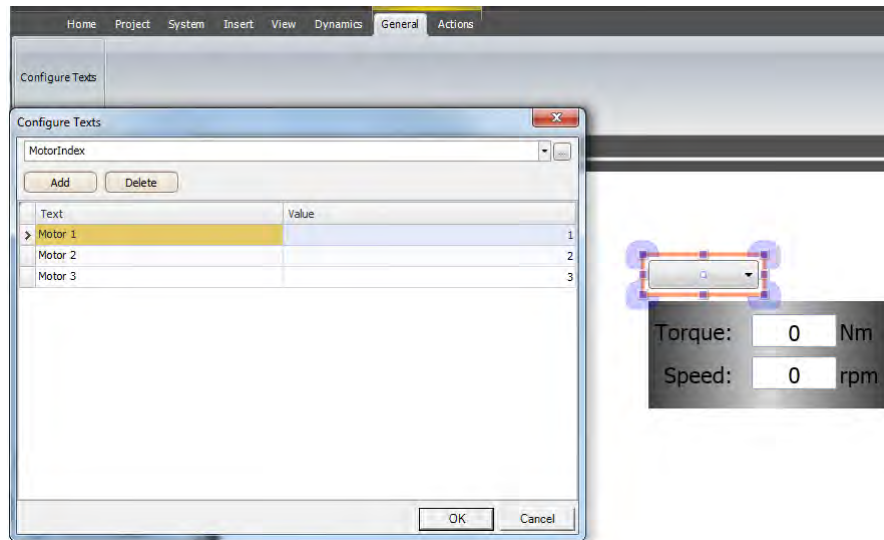 Home Project System Insert View Dynamics General Actions
Configure Texts
Configure Texts
MotorIndex
...
Add Delete
Text Value
Motor 1 1
Motor 2 2
Motor 3 3
OK Cancel
Torque: 0 Nm
Speed: 0 rpm